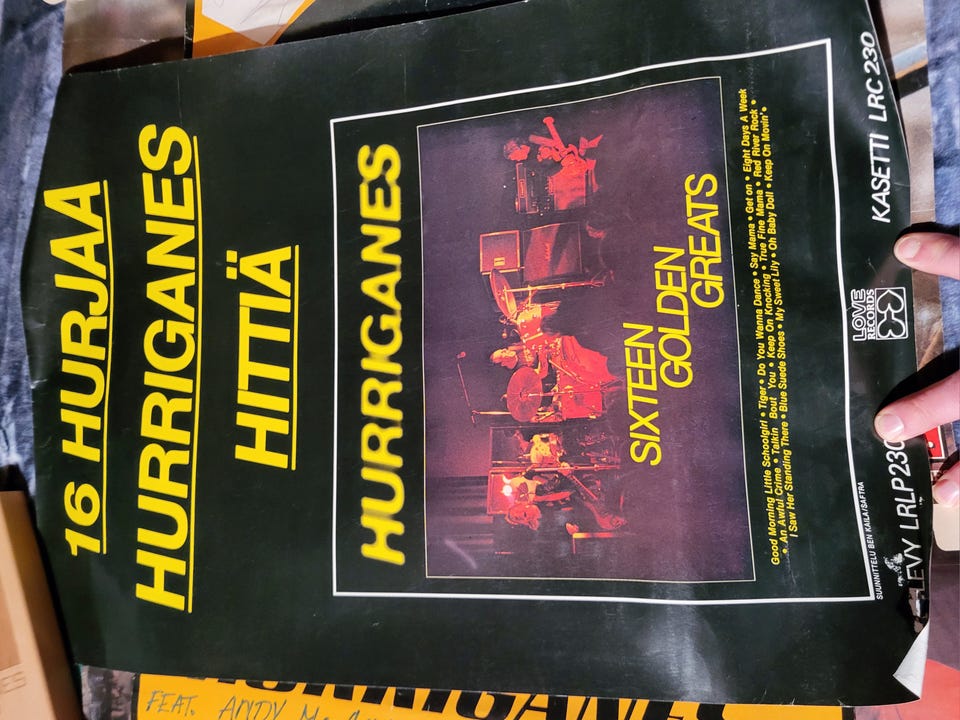 16 HURJAA
HURRIGANES
HITTIÄ
HURRIGANES
SIXTEEN
GOLDEN
GREATS
Good Morning Little Schoolgirl • Tiger • Do You Wanna Dance • Say Mama • Get on • Eight Days A Week
• An Awful Crime • Talkin Bout You • Keep On Knocking • True Fine Mama • Red River Rock •
I Saw Her Standing There • Blue Suede Shoes • My Sweet Lily • Oh Baby Doll • Keep On Movin' •
SUUNNITTELU BEN KAILA/SAFTRA
LEVY LRLP230
LOVE
RECORDS
KASETTI LRC 230
HURRIGANES
FEAT. ANDY